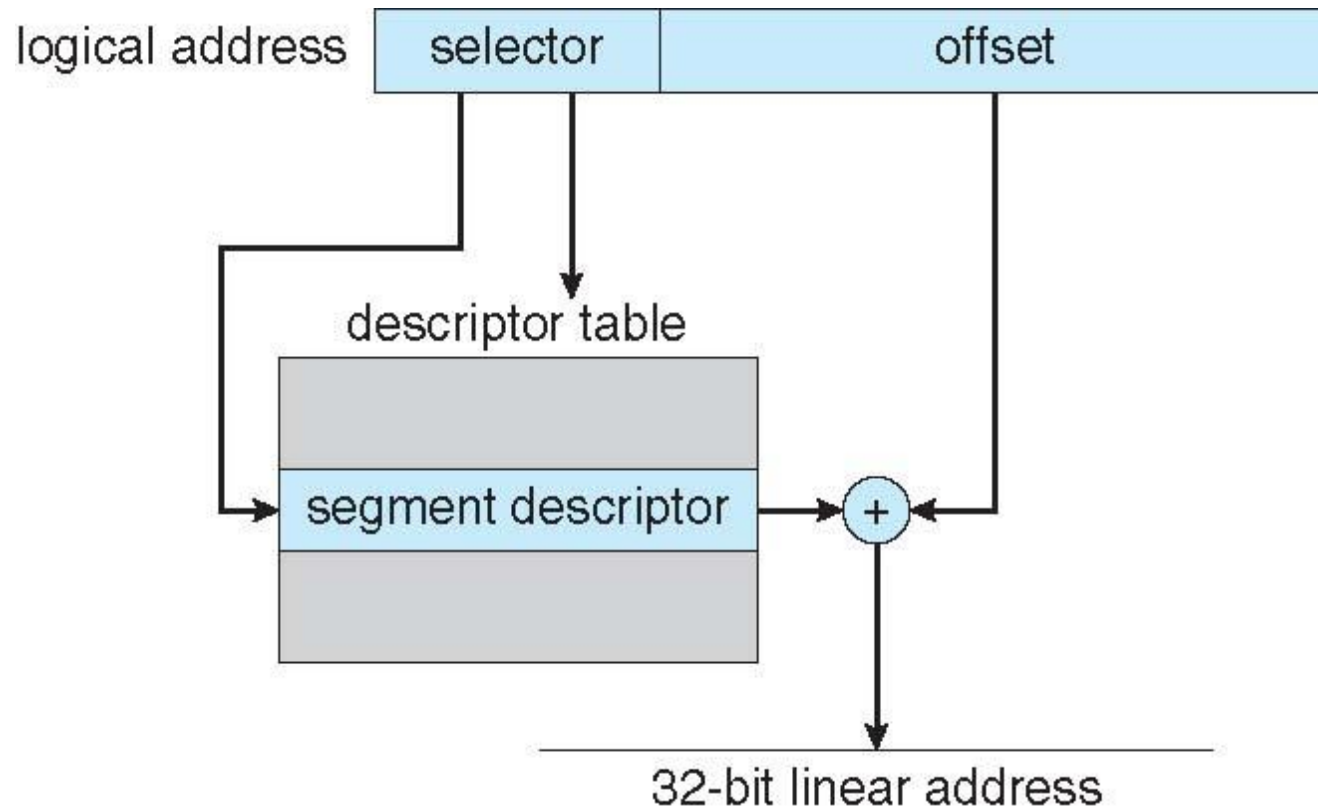 logical address selector offset
descriptor table
segment descriptor +
32-bit linear address